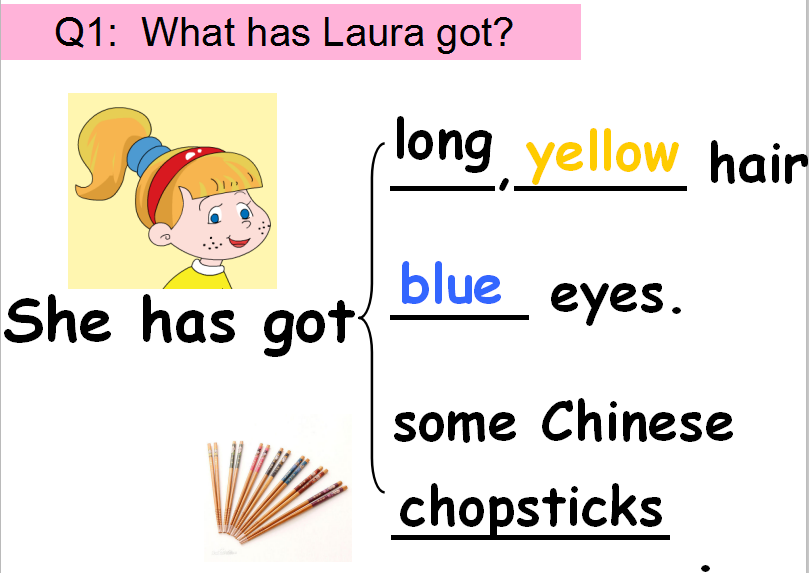 Q1: What has Laura got?
long, yellow hair
blue eyes.
She has got
some Chinese
chopsticks
.